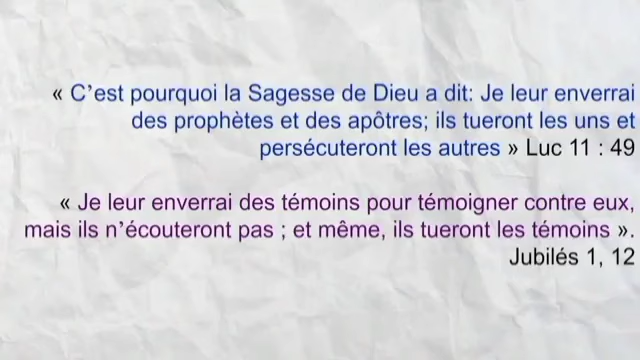 « C’est pourquoi la Sagesse de Dieu a dit: Je leur enverrai
des prophètes et des apôtres; ils tueront les uns et
persécuteront les autres » Luc 11 : 49
« Je leur enverrai des témoins pour témoigner contre eux,
mais ils n’écouteront pas ; et même, ils tueront les témoins ».
Jubilés 1, 12